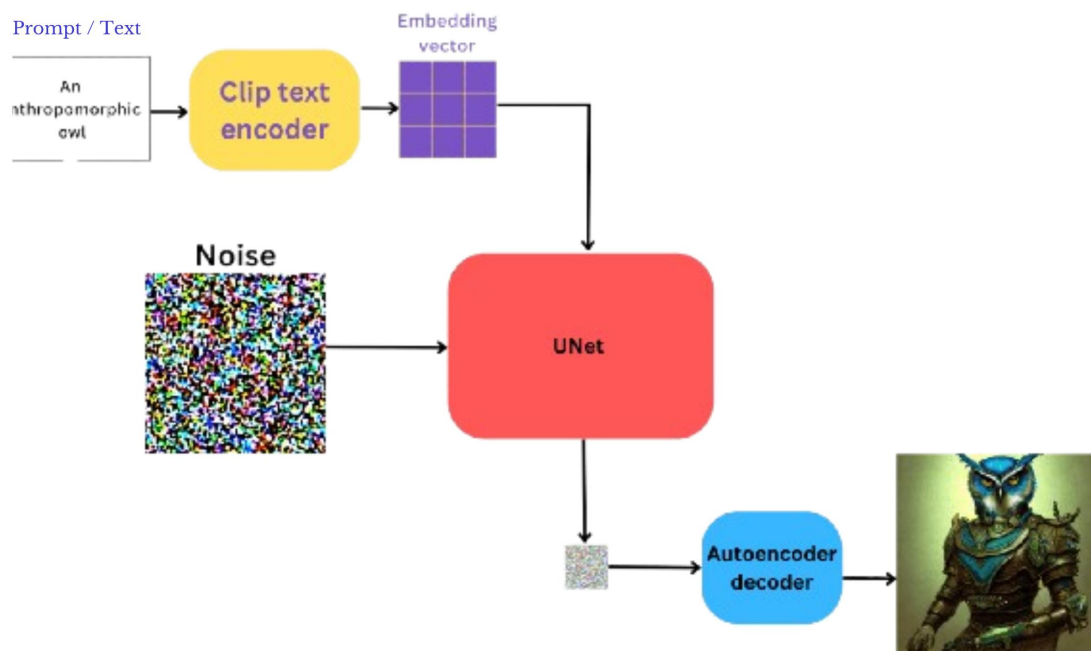 Prompt / Text
Embedding
vector
An
nthropomorphic
owl
Clip text
encoder
Noise
UNet
Autoencoder
decoder